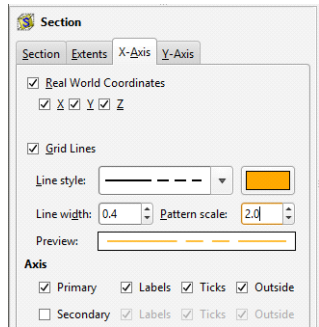 Section
Section Extents X-Axis Y-Axis
Real World Coordinates
X Y Z
Grid Lines
Line style:
Line width: 0.4 Pattern scale: 2.0
Preview:
Axis
Primary Labels Ticks Outside
Secondary Labels Ticks Outside